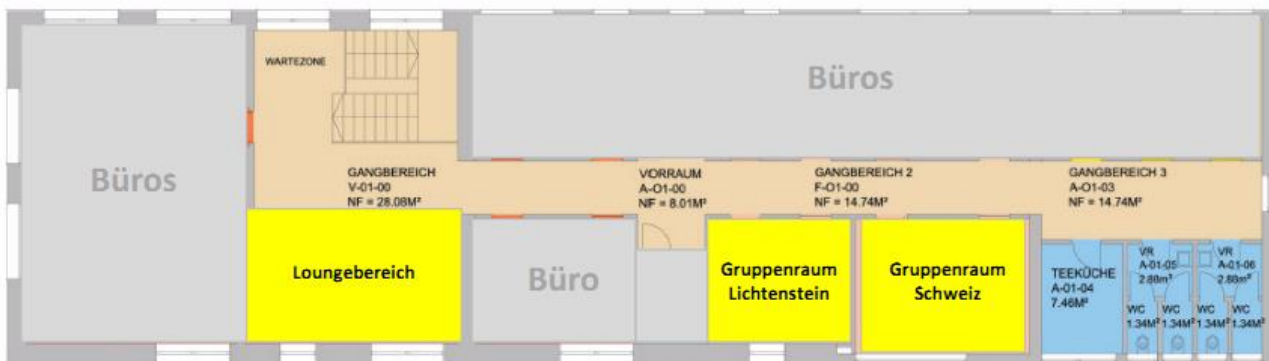 WARTEZONE
Büros
Büros
GANGBEREICH
V-01-00
NF = 28.08M²
VORRAUM
A-O1-00
NF = 8.01M²
GANGBEREICH 2
F-O1-00
NF = 14.74M²
GANGBEREICH 3
A-O1-03
NF = 14.74M²
Loungebereich
Büro
Gruppenraum
Lichtenstein
Gruppenraum
Schweiz
TEEKÜCHE
A-01-04
7.46M²
VR
A-01-05
2.88m²
VR
A-01-06
2.88m²
WC
1.34M²
WC
1.34M²
WC
1.34M²
WC
1.34M²